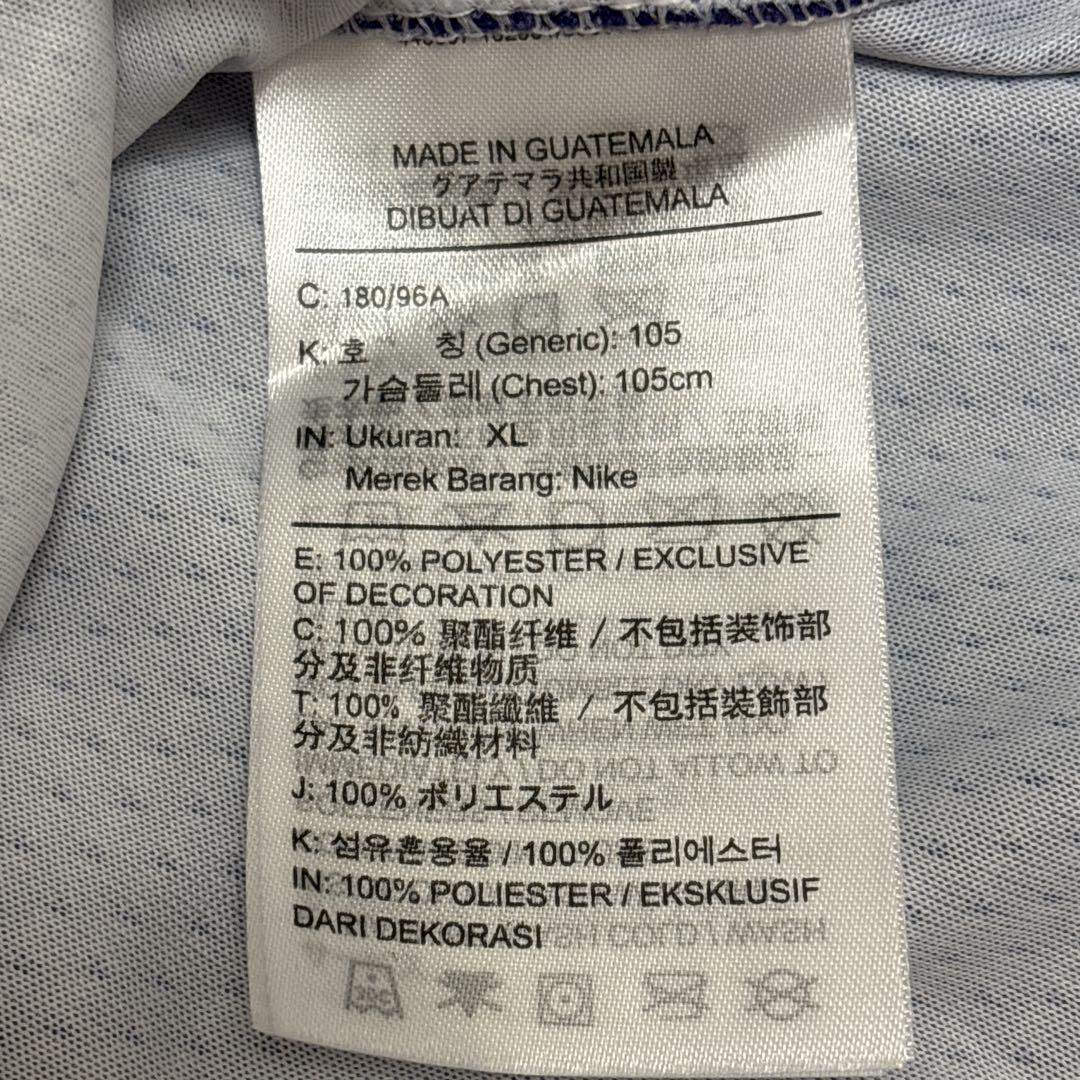 MADE IN GUATEMALA
グアテマラ共和国製
DIBUAT DI GUATEMALA
C: 180/96A
K: 호 칭 (Generic): 105
가슴둘레 (Chest): 105cm
IN: Ukuran: XL
Merek Barang: Nike
E: 100% POLYESTER / EXCLUSIVE
OF DECORATION
C: 100% 聚酯纤维 / 不包括装饰部
分及非纤维物质
T: 100% 聚酯纖維 / 不包括裝飾部
分及非紡織材料
J: 100% ポリエステル
K: 섬유혼용율 / 100% 폴리에스터
IN: 100% POLIESTER / EKSKLUSIF
DARI DEKORASI